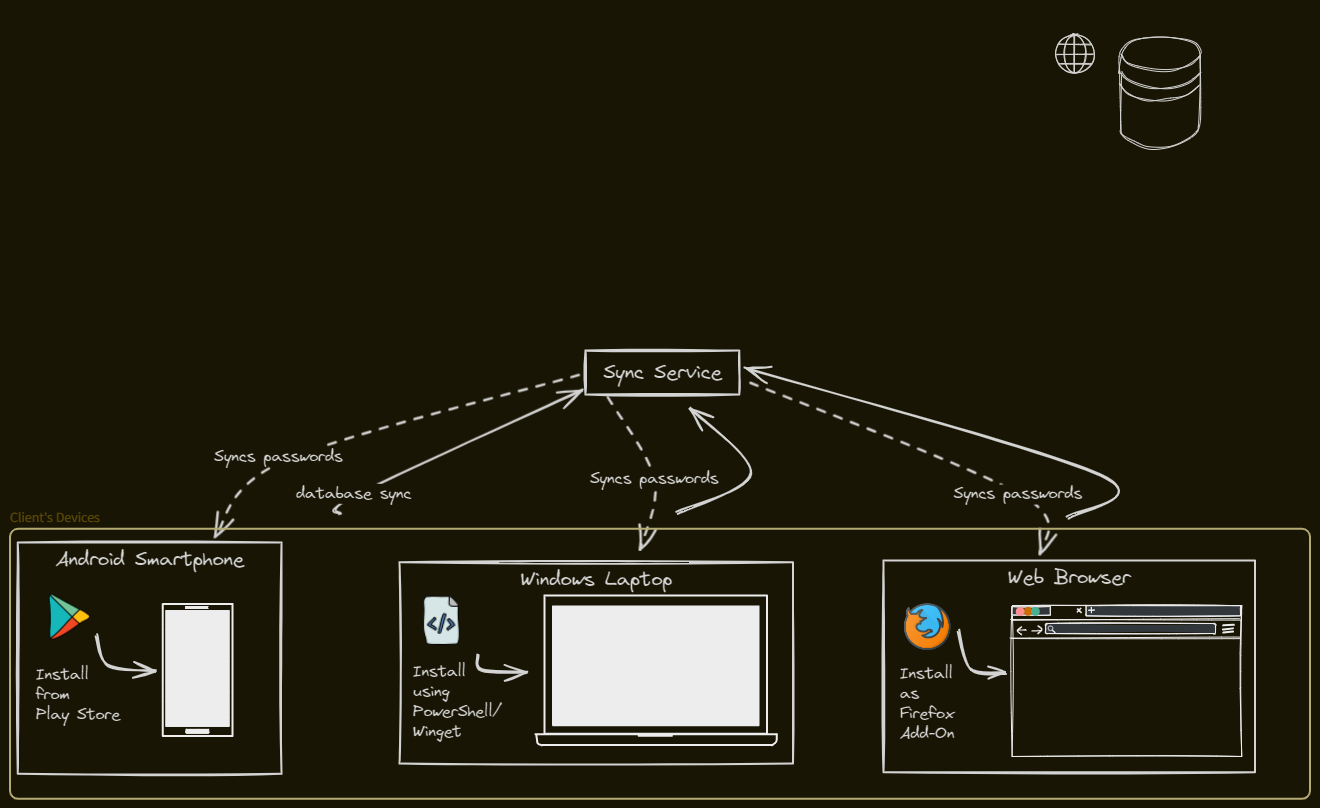 Sync Service
Syncs passwords
database sync
Syncs passwords
Syncs passwords
Client's Devices
Android Smartphone
Install
from
Play Store
Windows Laptop
</>
Install
using
PowerShell/
Winget
Web Browser
Install
as
Firefox
Add-On